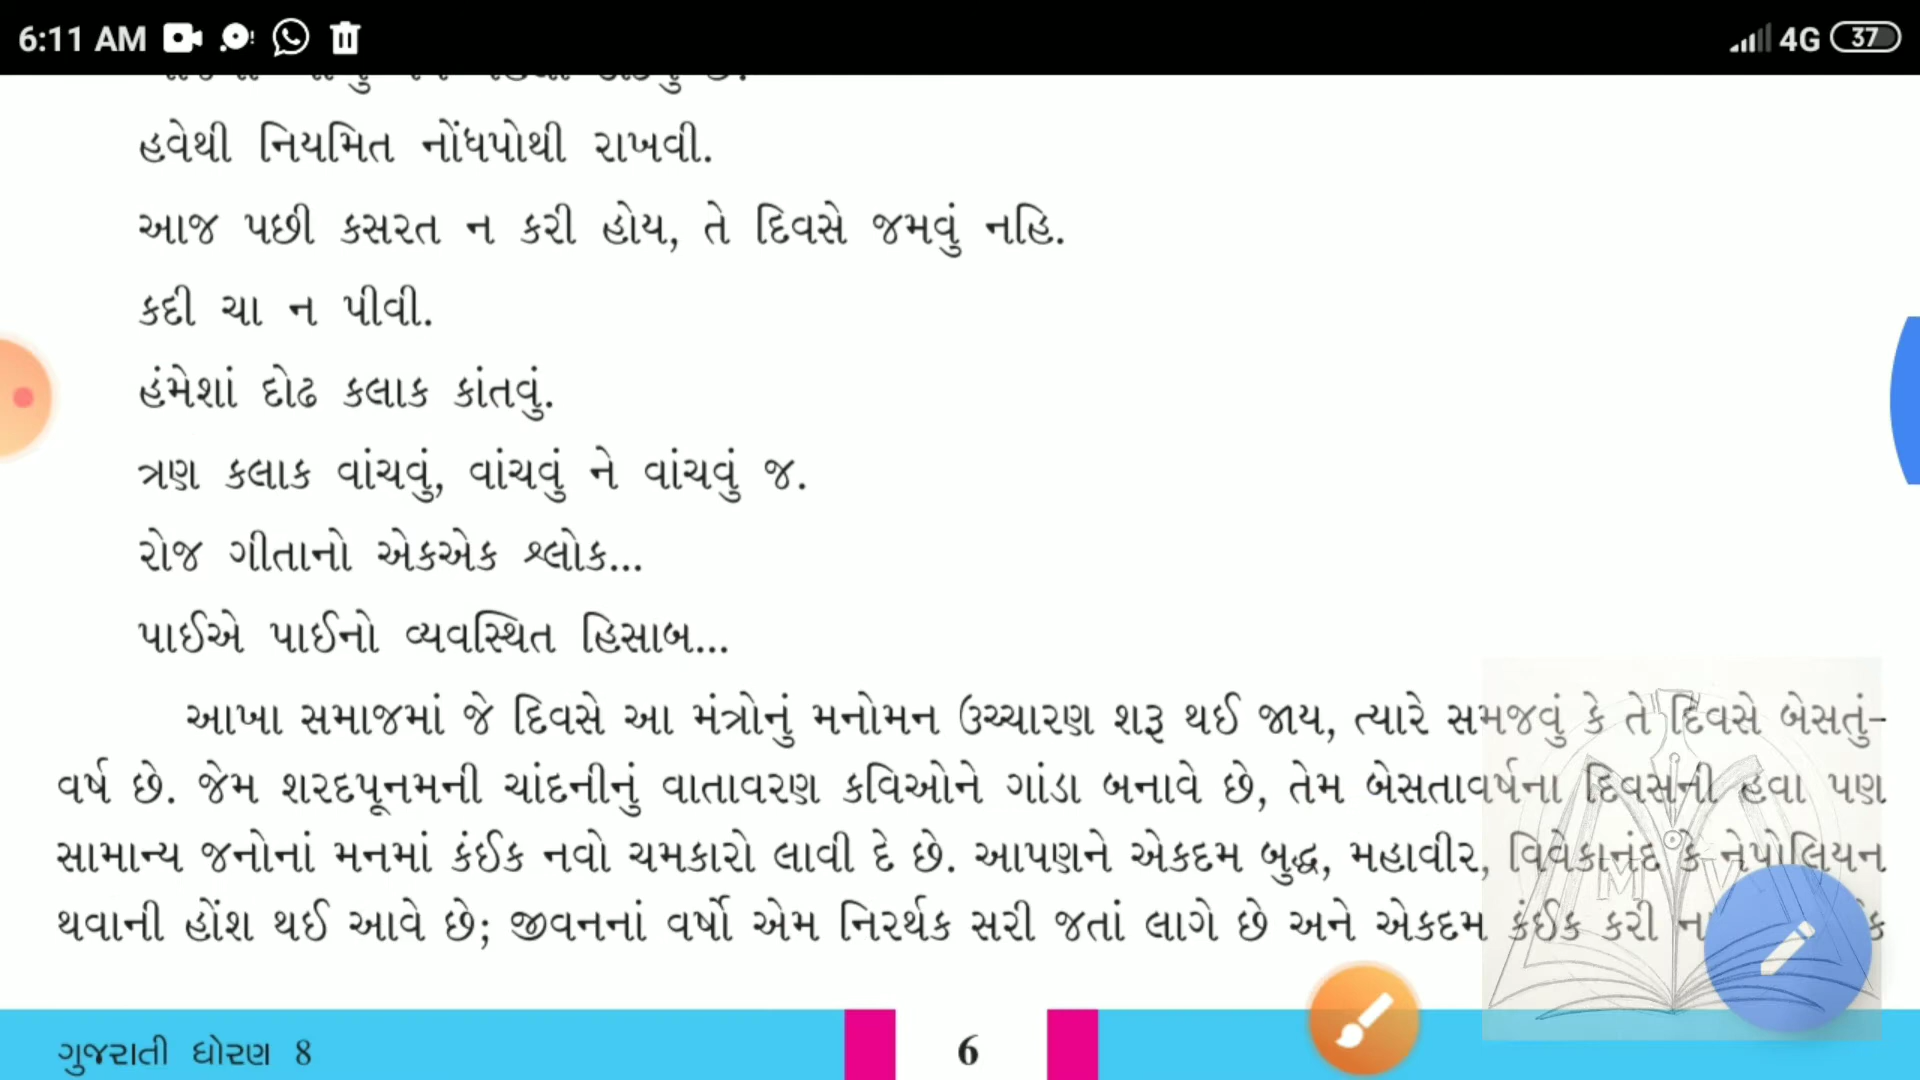 6:11 AM 4G 37
હવેથી નિયમિત નોંધપોથી રાખવી.
આજ પછી કસરત ન કરી હોય, તે દિવસે જમવું નહિ.
કદી ચા ન પીવી.
હંમેશાં દોઢ કલાક કાંતવું.
ત્રણ કલાક વાંચવું, વાંચવું ને વાંચવું જ.
રોજ ગીતાનો એકએક શ્લોક...
પાઈએ પાઈનો વ્યવસ્થિત હિસાબ...
આખા સમાજમાં જે દિવસે આ મંત્રોનું મનોમન ઉચ્ચારણ શરૂ થઈ જાય, ત્યારે સમજવું કે તે દિવસે બેસતું-
વર્ષ છે. જેમ શરદપૂનમની ચાંદનીનું વાતાવરણ કવિઓને ગાંડા બનાવે છે, તેમ બેસતાવર્ષના દિવસની હવા પણ
સામાન્ય જનોનાં મનમાં કંઈક નવો ચમકારો લાવી દે છે. આપણને એકદમ બુદ્ધ, મહાવીર, વિવેકાનંદ કે નેપોલિયન
થવાની હોંશ થઈ આવે છે; જીવનનાં વર્ષો એમ નિરર્થક સરી જતાં લાગે છે અને એકદમ કંઈક કરી
ગુજરાતી ધોરણ 8 6